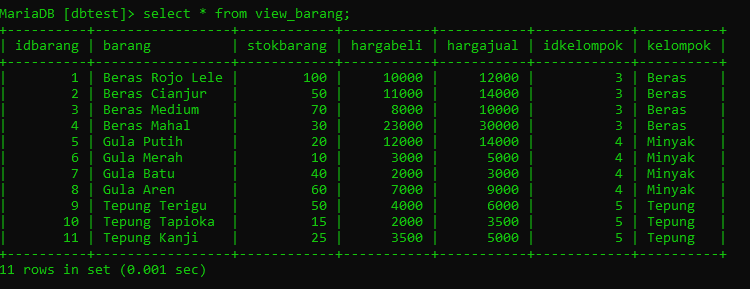 MariaDB [dbtest]> select * from view_barang;
+----------+------------------+------------+-----------+-----------+------------+----------+
| idbarang | barang           | stokbarang | hargabeli | hargajual | idkelompok | kelompok |
+----------+------------------+------------+-----------+-----------+------------+----------+
|        1 | Beras Rojo Lele  |        100 |     10000 |     12000 |          3 | Beras    |
|        2 | Beras Cianjur    |         50 |     11000 |     14000 |          3 | Beras    |
|        3 | Beras Medium     |         70 |      8000 |     10000 |          3 | Beras    |
|        4 | Beras Mahal      |         30 |     23000 |     30000 |          3 | Beras    |
|        5 | Gula Putih       |         20 |     12000 |     14000 |          4 | Minyak   |
|        6 | Gula Merah       |         10 |      3000 |      5000 |          4 | Minyak   |
|        7 | Gula Batu        |         40 |      2000 |      3000 |          4 | Minyak   |
|        8 | Gula Aren        |         60 |      7000 |      9000 |          4 | Minyak   |
|        9 | Tepung Terigu    |         50 |      4000 |      6000 |          5 | Tepung   |
|       10 | Tepung Tapioka   |         15 |      2000 |      3500 |          5 | Tepung   |
|       11 | Tepung Kanji     |         25 |      3500 |      5000 |          5 | Tepung   |
+----------+------------------+------------+-----------+-----------+------------+----------+
11 rows in set (0.001 sec)